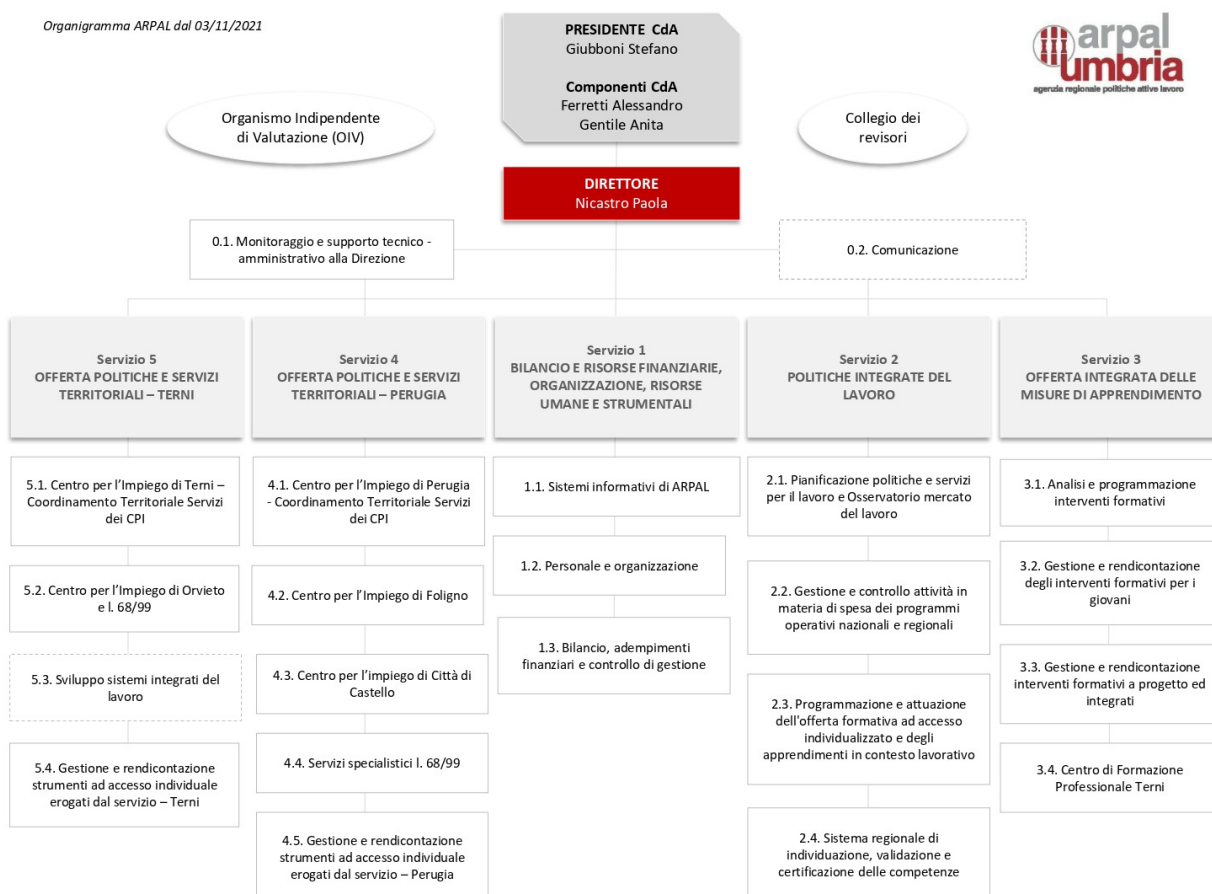 Organigramma ARPAL dal 03/11/2021
PRESIDENTE CdA
Giubboni Stefano
Componenti CdA
Ferretti Alessandro
Gentile Anita
arpal
umbria
agenzia regionale politiche attive lavoro
Organismo Indipendente
di Valutazione (OIV)
Collegio dei
revisori
DIRETTORE
Nicastro Paola
0.1. Monitoraggio e supporto tecnico -
amministrativo alla Direzione
0.2. Comunicazione
Servizio 5
OFFERTA POLITICHE E SERVIZI
TERRITORIALI – TERNI
Servizio 4
OFFERTA POLITICHE E SERVIZI
TERRITORIALI – PERUGIA
Servizio 1
BILANCIO E RISORSE FINANZIARIE,
ORGANIZZAZIONE, RISORSE
UMANE E STRUMENTALI
Servizio 2
POLITICHE INTEGRATE DEL
LAVORO
Servizio 3
OFFERTA INTEGRATA DELLE
MISURE DI APPRENDIMENTO
5.1. Centro per l'Impiego di Terni –
Coordinamento Territoriale Servizi
dei CPI
5.2. Centro per l'Impiego di Orvieto
e l. 68/99
5.3. Sviluppo sistemi integrati del
lavoro
5.4. Gestione e rendicontazione
strumenti ad accesso individuale
erogati dal servizio – Terni
4.1. Centro per l'Impiego di Perugia
- Coordinamento Territoriale Servizi
dei CPI
4.2. Centro per l'Impiego di Foligno
4.3. Centro per l'impiego di Città di
Castello
4.4. Servizi specialistici l. 68/99
4.5. Gestione e rendicontazione
strumenti ad accesso individuale
erogati dal servizio – Perugia
1.1. Sistemi informativi di ARPAL
1.2. Personale e organizzazione
1.3. Bilancio, adempimenti
finanziari e controllo di gestione
2.1. Pianificazione politiche e servizi
per il lavoro e Osservatorio mercato
del lavoro
2.2. Gestione e controllo attività in
materia di spesa dei programmi
operativi nazionali e regionali
2.3. Programmazione e attuazione
dell'offerta formativa ad accesso
individualizzato e degli
apprendimenti in contesto lavorativo
2.4. Sistema regionale di
individuazione, validazione e
certificazione delle competenze
3.1. Analisi e programmazione
interventi formativi
3.2. Gestione e rendicontazione
degli interventi formativi per i
giovani
3.3. Gestione e rendicontazione
interventi formativi a progetto ed
integrati
3.4. Centro di Formazione
Professionale Terni